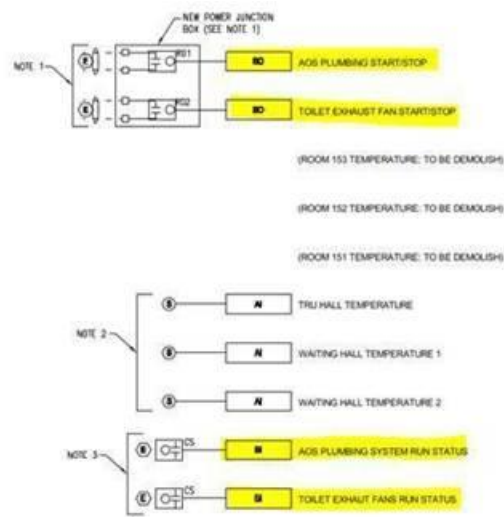 NEW POWER JUNCTION
BOX (SEE NOTE 1)
NOTE 1
R01
BO
AOS PLUMBING START/STOP
R02
BO
TOILET EXHAUST FAN START/STOP
(ROOM 153 TEMPERATURE: TO BE DEMOLISH)
(ROOM 152 TEMPERATURE: TO BE DEMOLISH)
(ROOM 151 TEMPERATURE: TO BE DEMOLISH)
NOTE 2
S
AI
TRU HALL TEMPERATURE
S
AI
WAITING HALL TEMPERATURE 1
S
AI
WAITING HALL TEMPERATURE 2
NOTE 3
CS
BI
AOS PLUMBING SYSTEM RUN STATUS
E
CS
TOILET EXHAUT FANS RUN STATUS